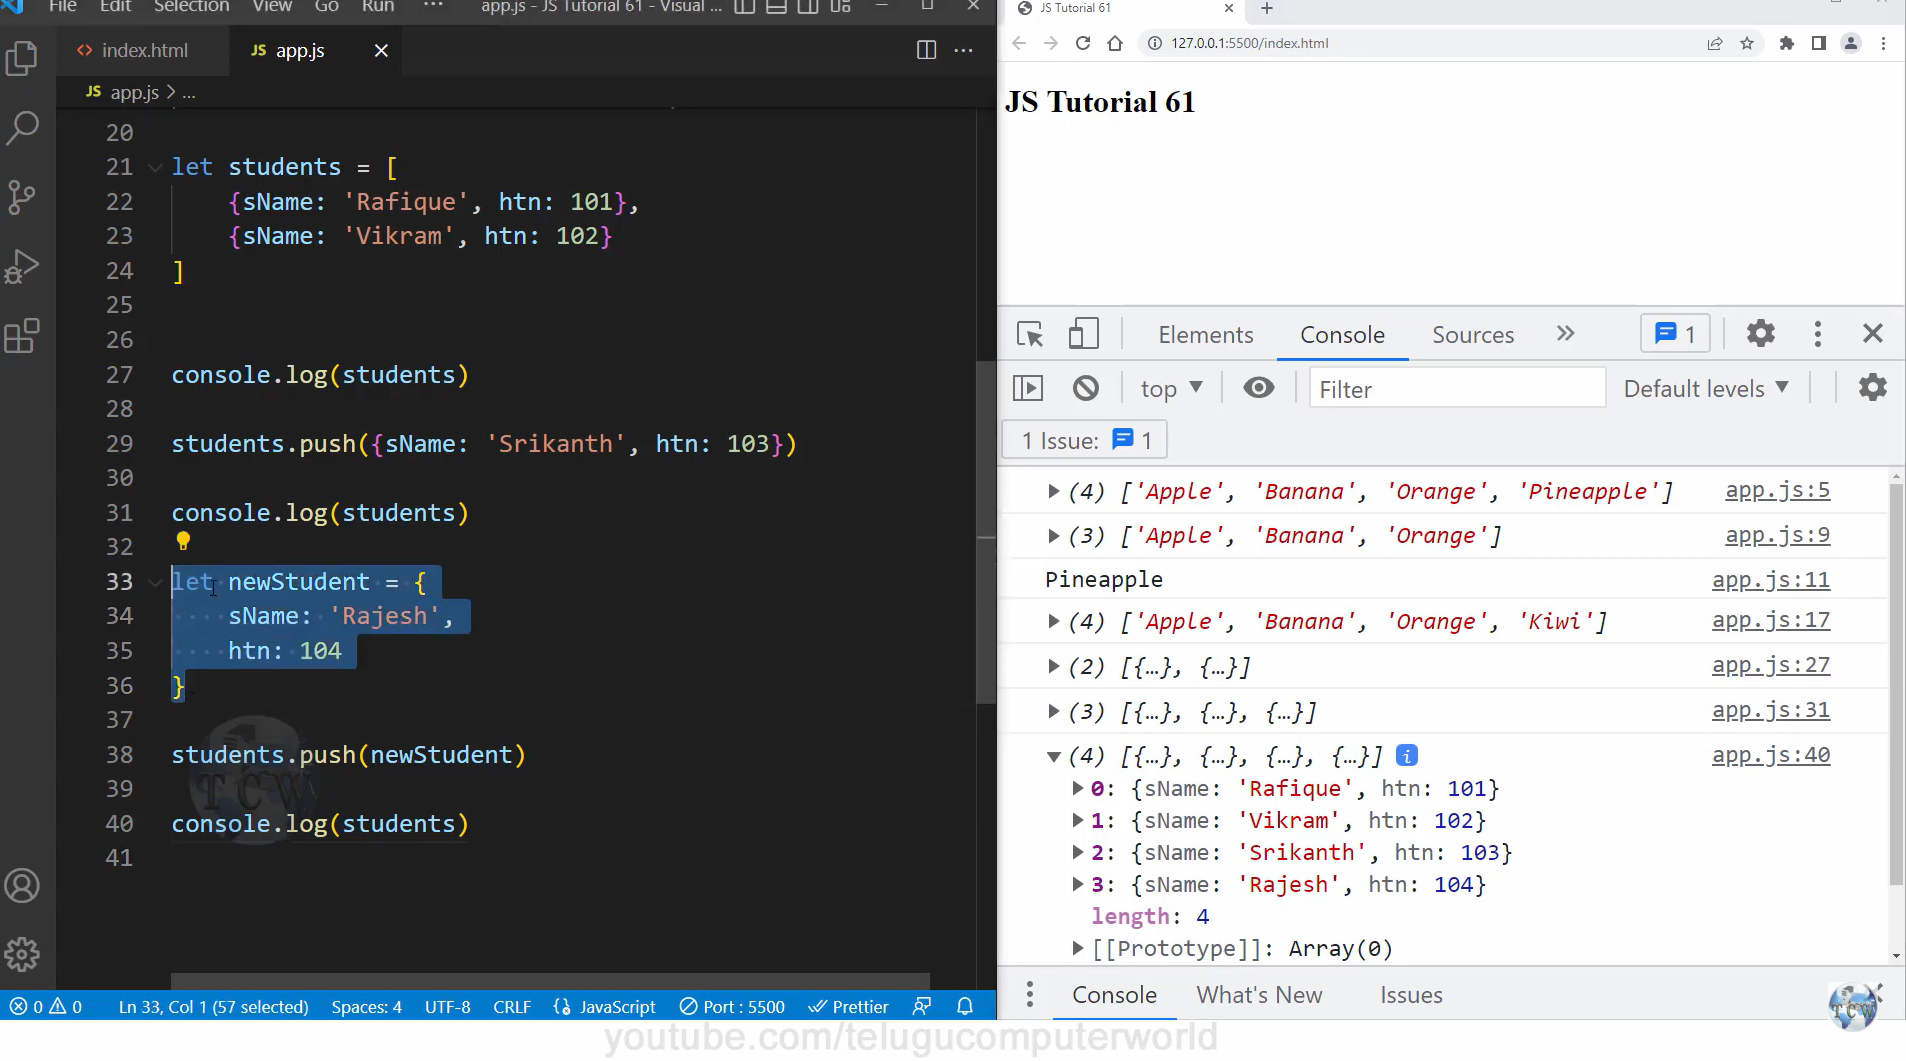 File Edit Selection View Go Run ··· app.js - JS Tutorial 61 - Visual ...
index.html
JS app.js
JS app.js > ...
20
21 let students = [
22 {sName: 'Rafique', htn: 101},
23 {sName: 'Vikram', htn: 102}
24 ]
25
26
27 console.log(students)
28
29 students.push({sName: 'Srikanth', htn: 103})
30
31 console.log(students)
32
33 let newStudent = {
34 sName: 'Rajesh',
35 htn: 104
36 }
37
38 students.push(newStudent)
39
40 console.log(students)
41
TCW
0 0 Ln 33, Col 1 (57 selected) Spaces: 4 UTF-8 CRLF {} JavaScript Port : 5500 Prettier
JS Tutorial 61
127.0.0.1:5500/index.html
JS Tutorial 61
Elements Console Sources 1
top Filter Default levels
1 Issue: 1
(4) ['Apple', 'Banana', 'Orange', 'Pineapple'] app.js:5
(3) ['Apple', 'Banana', 'Orange'] app.js:9
Pineapple app.js:11
(4) ['Apple', 'Banana', 'Orange', 'Kiwi'] app.js:17
(2) [{…}, {…}] app.js:27
(3) [{…}, {…}, {…}] app.js:31
(4) [{…}, {…}, {…}, {…}] i app.js:40
0: {sName: 'Rafique', htn: 101}
1: {sName: 'Vikram', htn: 102}
2: {sName: 'Srikanth', htn: 103}
3: {sName: 'Rajesh', htn: 104}
length: 4
[[Prototype]]: Array(0)
Console What's New Issues
TCW
youtube.com/telugucomputerworld